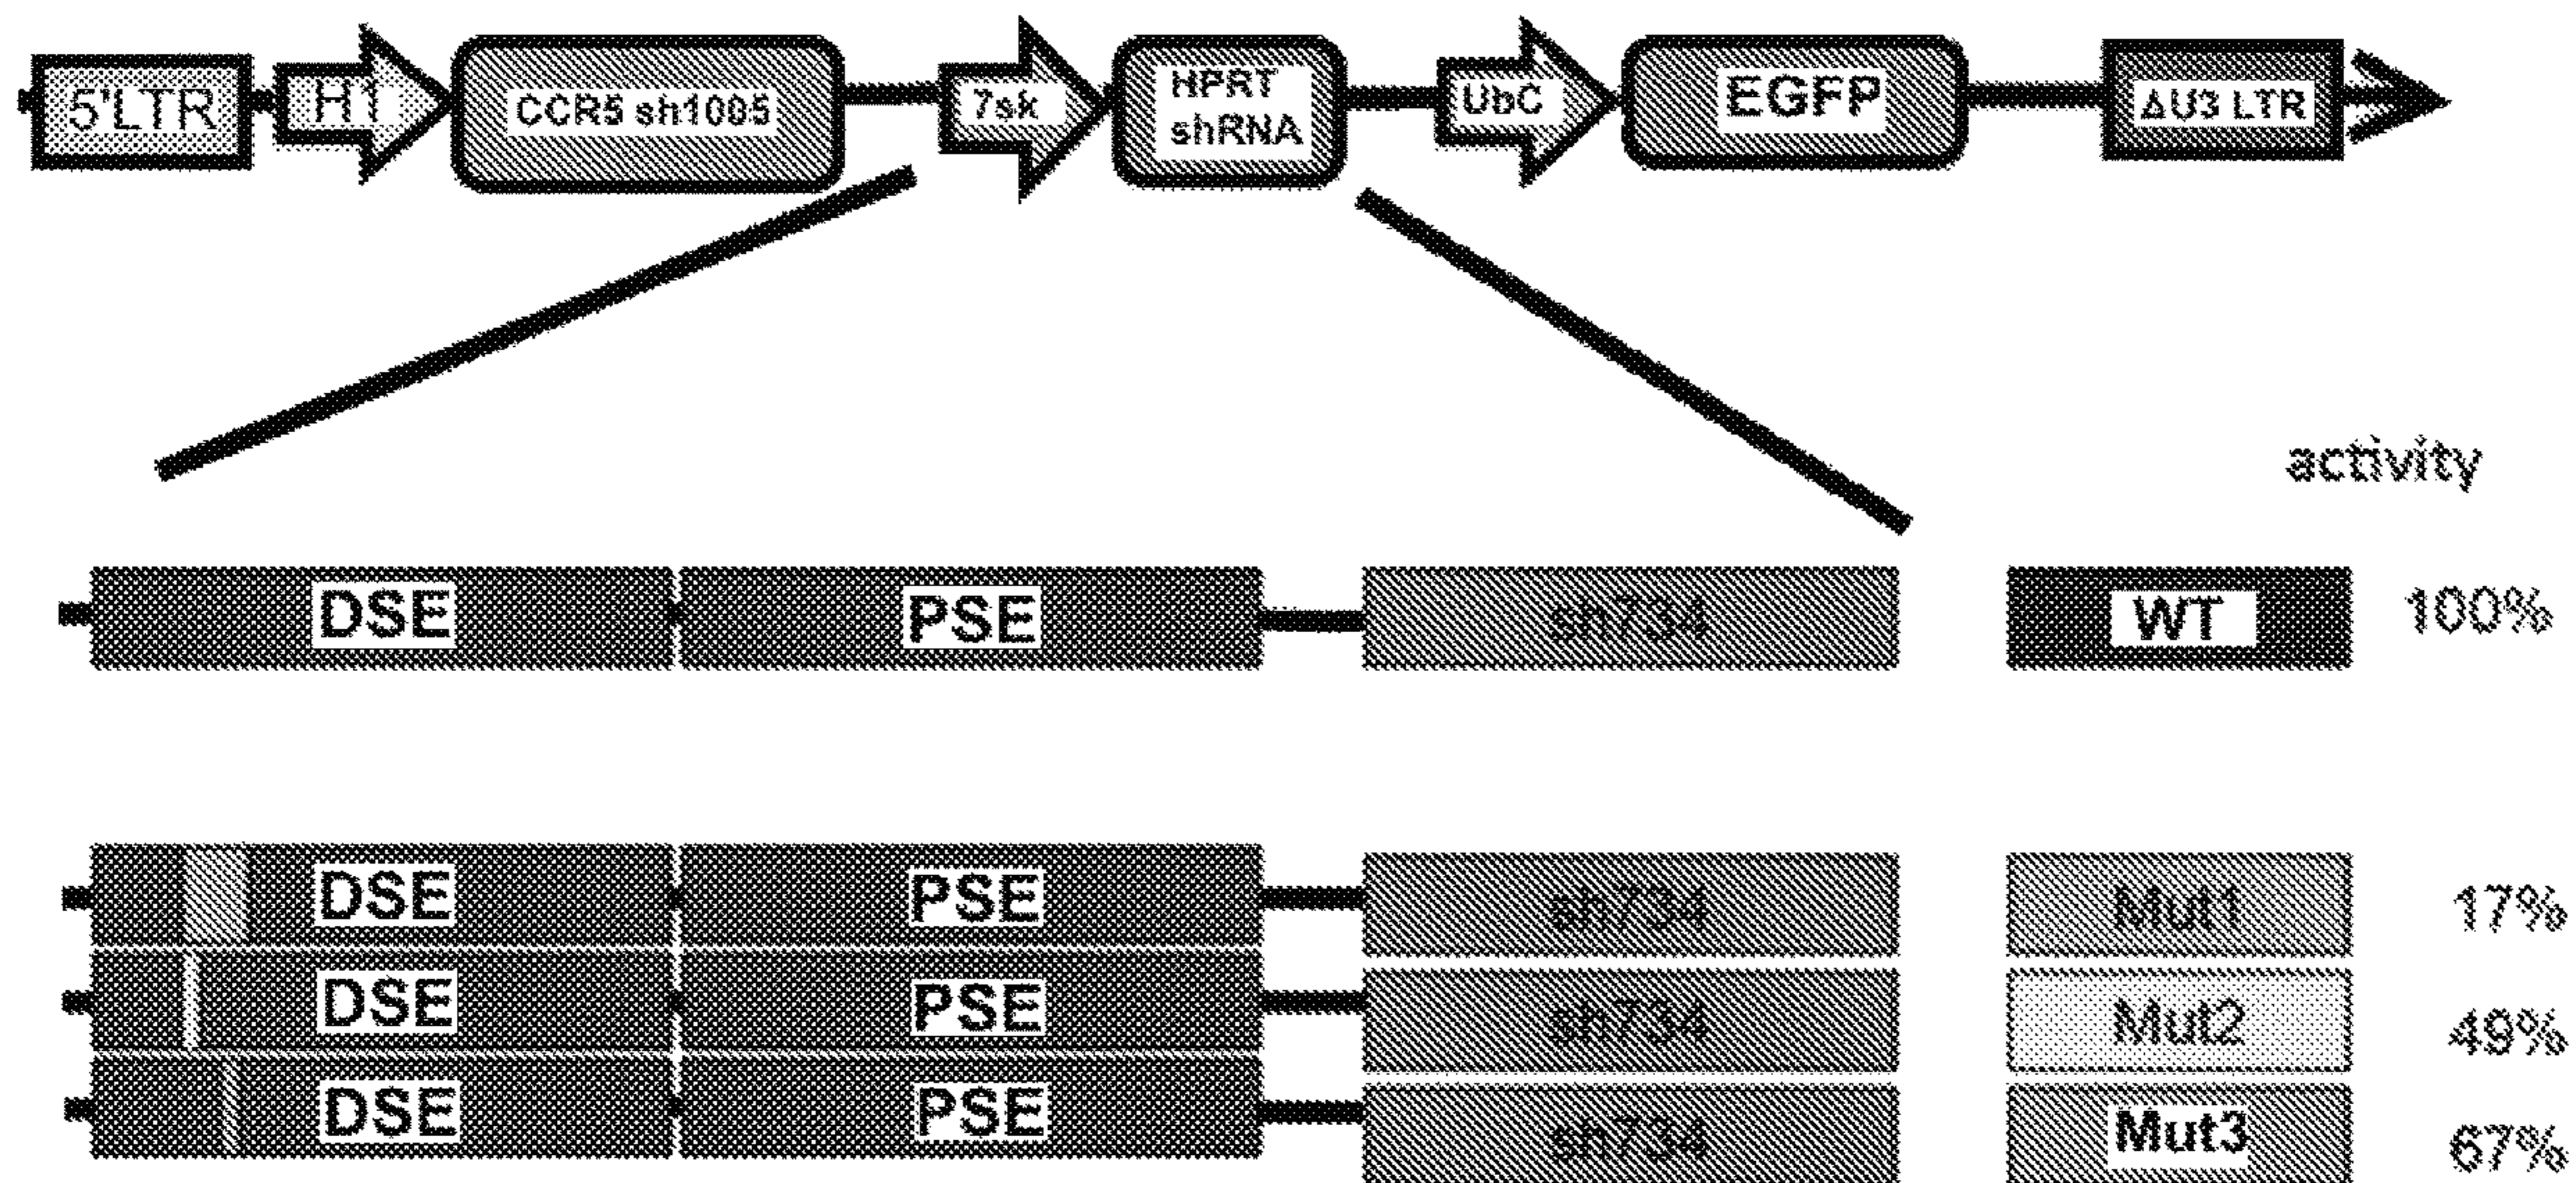 5'LTR H1 CCR5 sh1005 7sk HPRT shRNA UbC EGFP ΔU3 LTR
activity
DSE PSE sh734 WT 100%
DSE PSE sh734 Mut1 17%
DSE PSE sh734 Mut2 49%
DSE PSE sh734 Mut3 67%